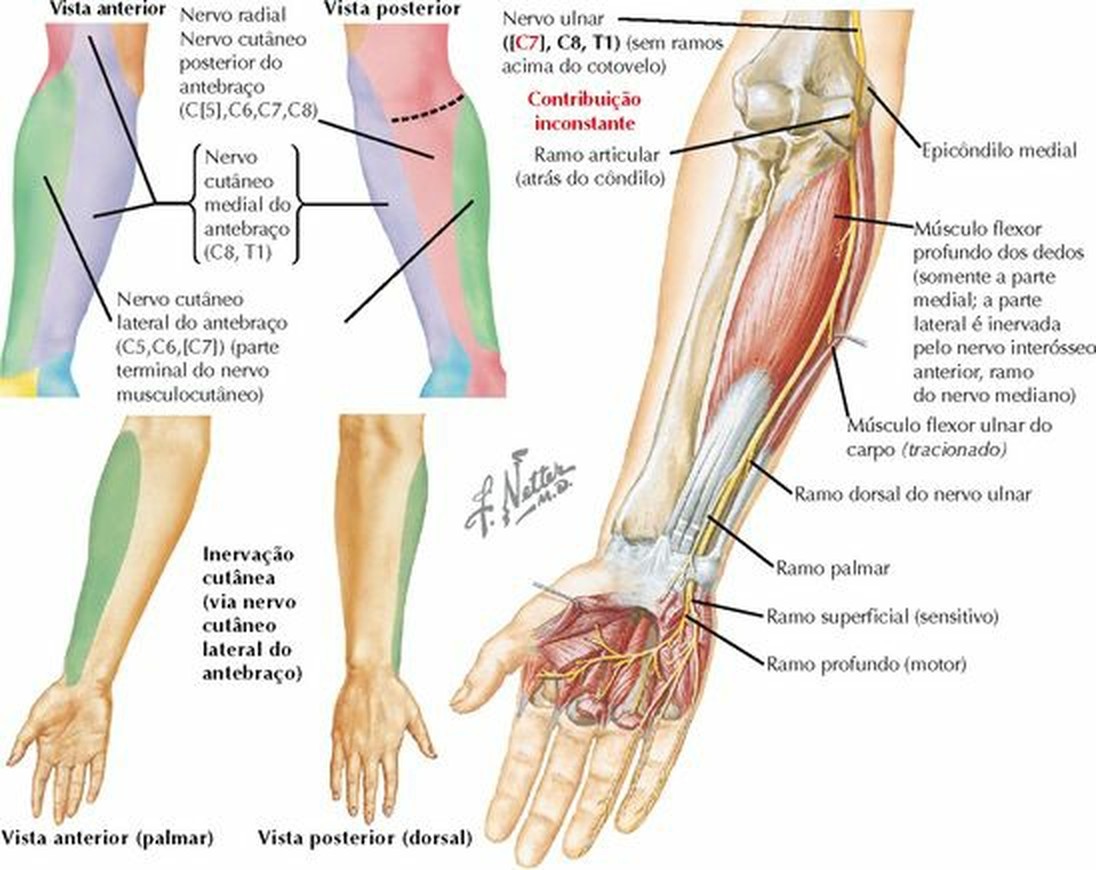 Vista anterior
Nervo radial
Nervo cutâneo
posterior do
antebraço
(C[5],C6,C7,C8)
Vista posterior
Nervo
cutâneo
medial do
antebraço
(C8, T1)
Nervo cutâneo
lateral do antebraço
(C5,C6,[C7]) (parte
terminal do nervo
musculocutâneo)
Nervo ulnar
([C7], C8, T1) (sem ramos
acima do cotovelo)
Contribuição
inconstante
Ramo articular
(atrás do côndilo)
Epicôndilo medial
Músculo flexor
profundo dos dedos
(somente a parte
medial; a parte
lateral é inervada
pelo nervo interósseo
anterior, ramo
do nervo mediano)
Músculo flexor ulnar do
carpo (tracionado)
Ramo dorsal do nervo ulnar
Ramo palmar
Ramo superficial (sensitivo)
Ramo profundo (motor)
F. Netter
M.D.
Inervação
cutânea
(via nervo
cutâneo
lateral do
antebraço)
Vista anterior (palmar)
Vista posterior (dorsal)